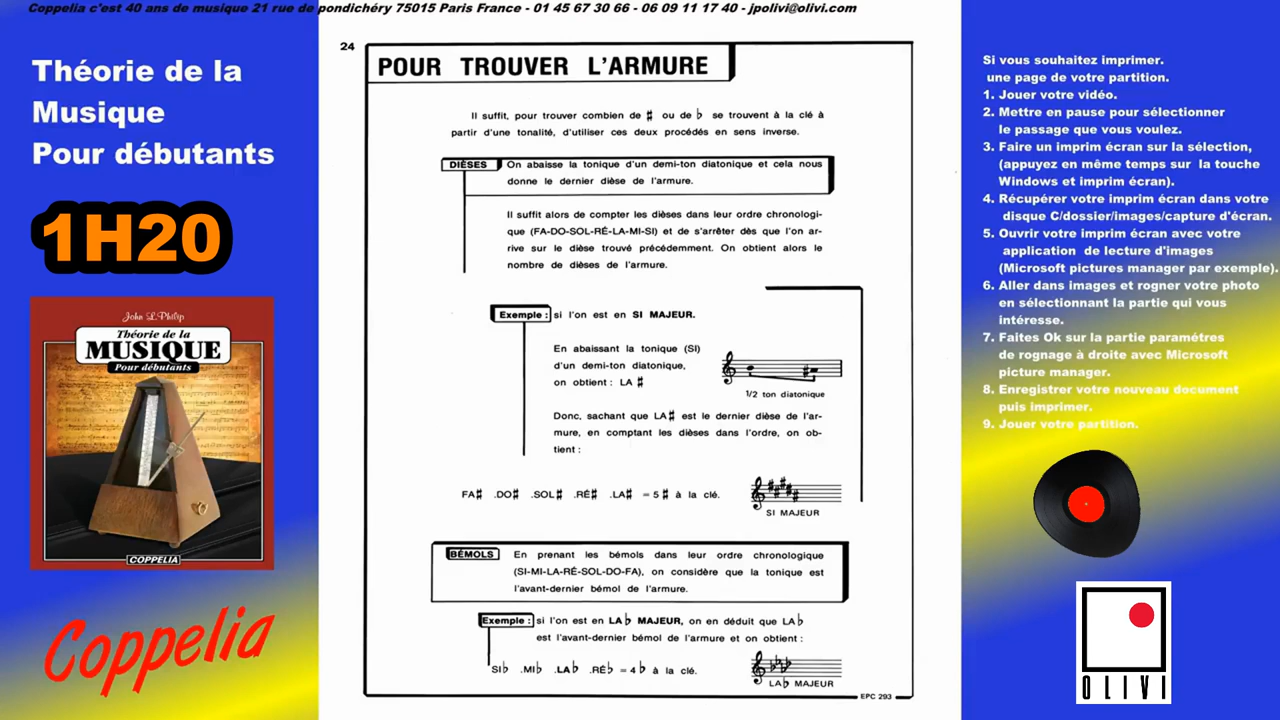 Coppelia c'est 40 ans de musique 21 rue de pondichéry 75015 Paris France - 01 45 67 30 66 - 06 09 11 17 40 - jpolivi@olivi.com
Théorie de la
Musique
Pour débutants
1H20
John L. Philip
Théorie de la
MUSIQUE
Pour débutants
COPPELIA
Coppelia
24
POUR TROUVER L'ARMURE
Il suffit, pour trouver combien de ♯ ou de ♭ se trouvent à la clé à
partir d'une tonalité, d'utiliser ces deux procédés en sens inverse.
DIÈSES
On abaisse la tonique d'un demi-ton diatonique et cela nous
donne le dernier dièse de l'armure.
Il suffit alors de compter les dièses dans leur ordre chronologi-
que (FA-DO-SOL-RÉ-LA-MI-SI) et de s'arrêter dès que l'on ar-
rive sur le dièse trouvé précédemment. On obtient alors le
nombre de dièses de l'armure.
Exemple : si l'on est en SI MAJEUR.
En abaissant la tonique (SI)
d'un demi-ton diatonique,
on obtient : LA ♯
1/2 ton diatonique
Donc, sachant que LA♯ est le dernier dièse de l'ar-
mure, en comptant les dièses dans l'ordre, on ob-
tient :
FA♯ .DO♯ .SOL♯ .RÉ♯ .LA♯ = 5 ♯ à la clé.
SI MAJEUR
BÉMOLS
En prenant les bémols dans leur ordre chronologique
(SI-MI-LA-RÉ-SOL-DO-FA), on considère que la tonique est
l'avant-dernier bémol de l'armure.
Exemple : si l'on est en LA♭ MAJEUR, on en déduit que LA♭
est l'avant-dernier bémol de l'armure et on obtient :
SI♭ .MI♭ .LA♭ .RÉ♭ = 4 ♭ à la clé.
LA♭ MAJEUR
EPC 293
Si vous souhaitez imprimer.
une page de votre partition.
1. Jouer votre vidéo.
2. Mettre en pause pour sélectionner
le passage que vous voulez.
3. Faire un imprim écran sur la sélection,
(appuyez en même temps sur la touche
Windows et imprim écran).
4. Récupérer votre imprim écran dans votre
disque C/dossier/images/capture d'écran.
5. Ouvrir votre imprim écran avec votre
application de lecture d'images
(Microsoft pictures manager par exemple).
6. Aller dans images et rogner votre photo
en sélectionnant la partie qui vous
intéresse.
7. Faites Ok sur la partie paramétres
de rognage à droite avec Microsoft
picture manager.
8. Enregistrer votre nouveau document
puis imprimer.
9. Jouer votre partition.
OLIVI